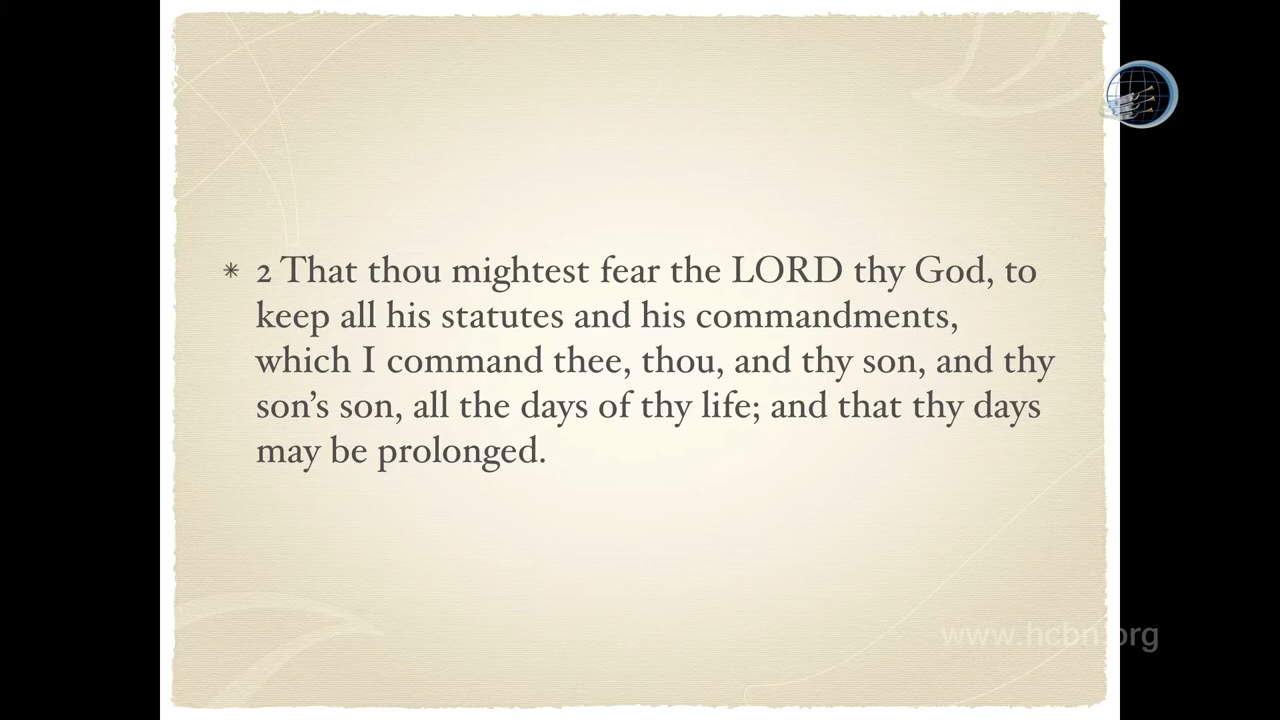 * 2 That thou mightest fear the LORD thy God, to
keep all his statutes and his commandments,
which I command thee, thou, and thy son, and thy
son’s son, all the days of thy life; and that thy days
may be prolonged.
www.hcbn.org